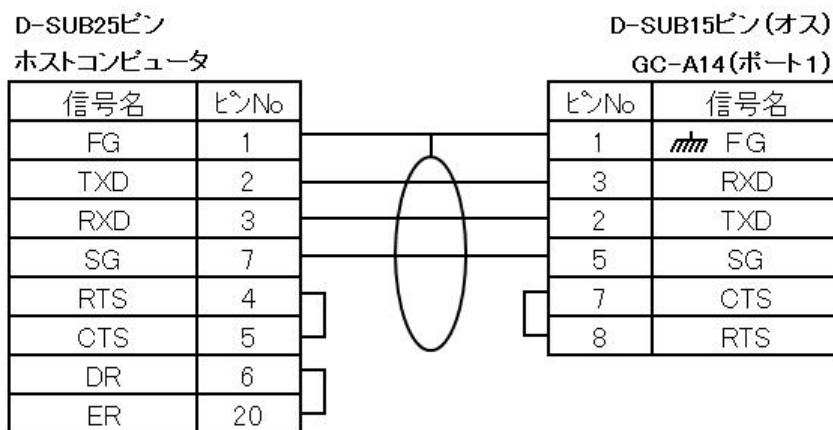 D-SUB25ピン
ホストコンピュータ
D-SUB15ピン(オス)
GC-A14(ポート1)
信号名 ピンNo ピンNo 信号名
FG 1 1 FG
TXD 2 3 RXD
RXD 3 2 TXD
SG 7 5 SG
RTS 4 7 CTS
CTS 5 8 RTS
DR 6
ER 20